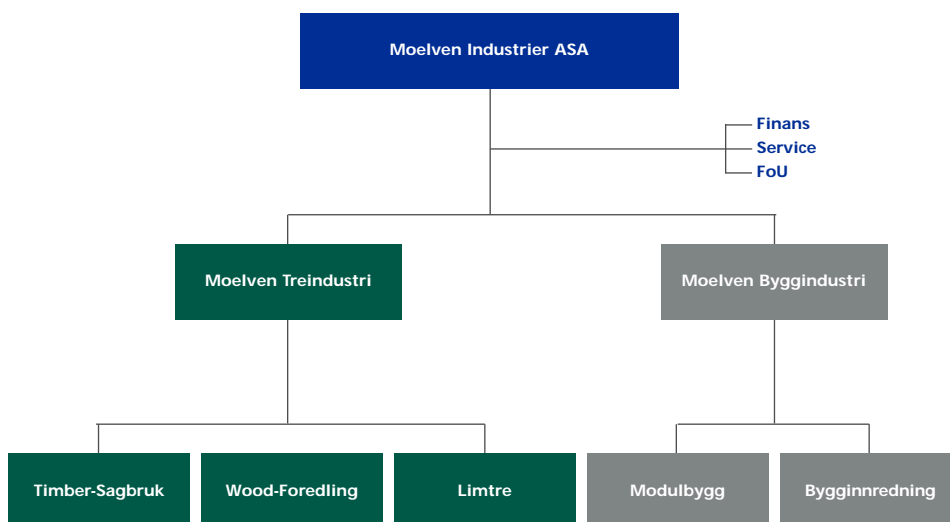 Moelven Industrier ASA
Finans
Service
FoU
Moelven Treindustri
Moelven Byggindustri
Timber-Sagbruk
Wood-Foredling
Limtre
Modulbygg
Bygginnredning